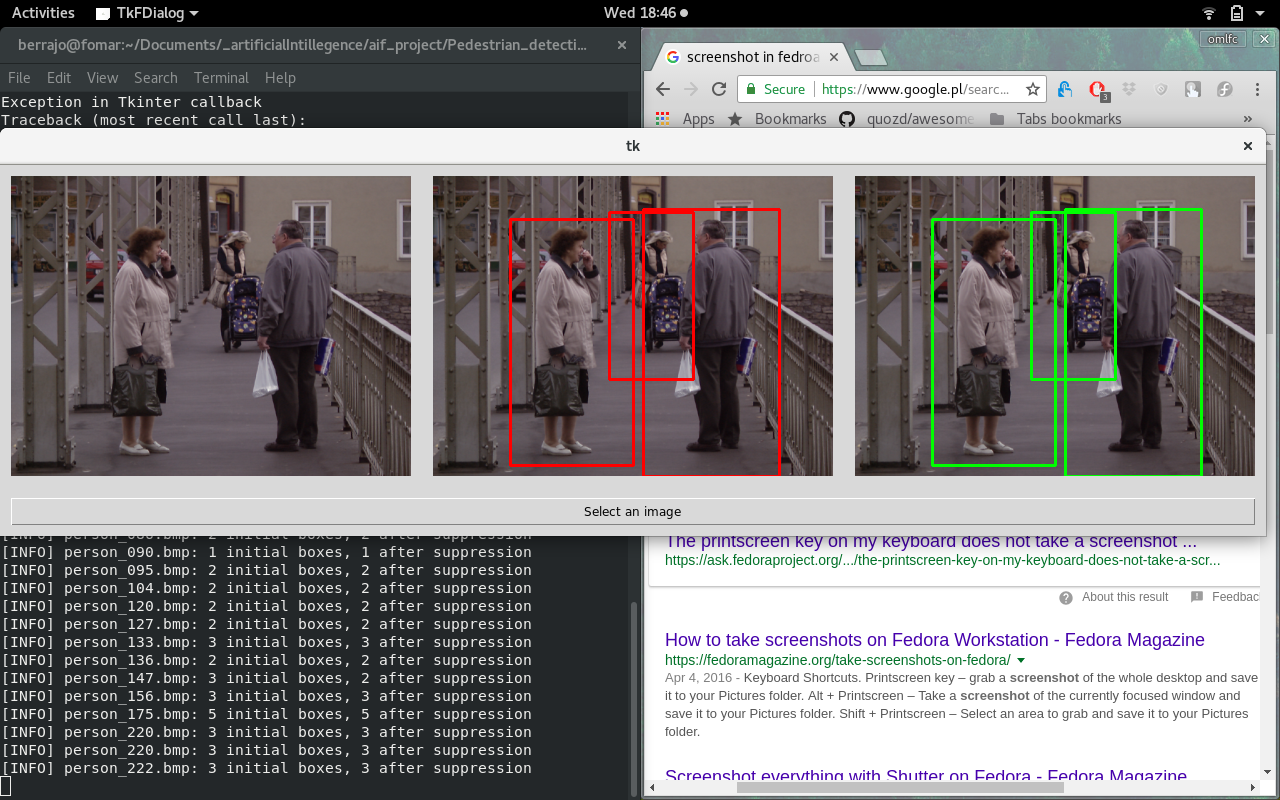 Activities
TkFDialog
Wed 18:46
berrajo@fomar:~/Documents/_artificialIntillegence/aif_project/Pedestrian_detecti...
File Edit View Search Terminal Help
Exception in Tkinter callback
Traceback (most recent call last):
omlfc
screenshot in fedroa
Secure
https://www.google.pl/searc...
3
Apps
Bookmarks
quozd/awesome
Tabs bookmarks
»
tk
Select an image
[INFO] person_090.bmp: 1 initial boxes, 1 after suppression
[INFO] person_095.bmp: 2 initial boxes, 2 after suppression
[INFO] person_104.bmp: 2 initial boxes, 2 after suppression
[INFO] person_120.bmp: 2 initial boxes, 2 after suppression
[INFO] person_127.bmp: 2 initial boxes, 2 after suppression
[INFO] person_133.bmp: 3 initial boxes, 3 after suppression
[INFO] person_136.bmp: 2 initial boxes, 2 after suppression
[INFO] person_147.bmp: 3 initial boxes, 2 after suppression
[INFO] person_156.bmp: 3 initial boxes, 3 after suppression
[INFO] person_175.bmp: 5 initial boxes, 5 after suppression
[INFO] person_220.bmp: 3 initial boxes, 3 after suppression
[INFO] person_220.bmp: 3 initial boxes, 3 after suppression
[INFO] person_222.bmp: 3 initial boxes, 3 after suppression
The printscreen key on my keyboard does not take a screenshot ...
https://ask.fedoraproject.org/.../the-printscreen-key-on-my-keyboard-does-not-take-a-scr...
About this result
Feedbac
How to take screenshots on Fedora Workstation - Fedora Magazine
https://fedoramagazine.org/take-screenshots-on-fedora/
Apr 4, 2016 - Keyboard Shortcuts. Printscreen key – grab a screenshot of the whole desktop and save
it to your Pictures folder. Alt + Printscreen – Take a screenshot of the currently focused window and
save it to your Pictures folder. Shift + Printscreen – Select an area to grab and save it to your Pictures
folder.
Screenshot everything with Shutter on Fedora - Fedora Magazine